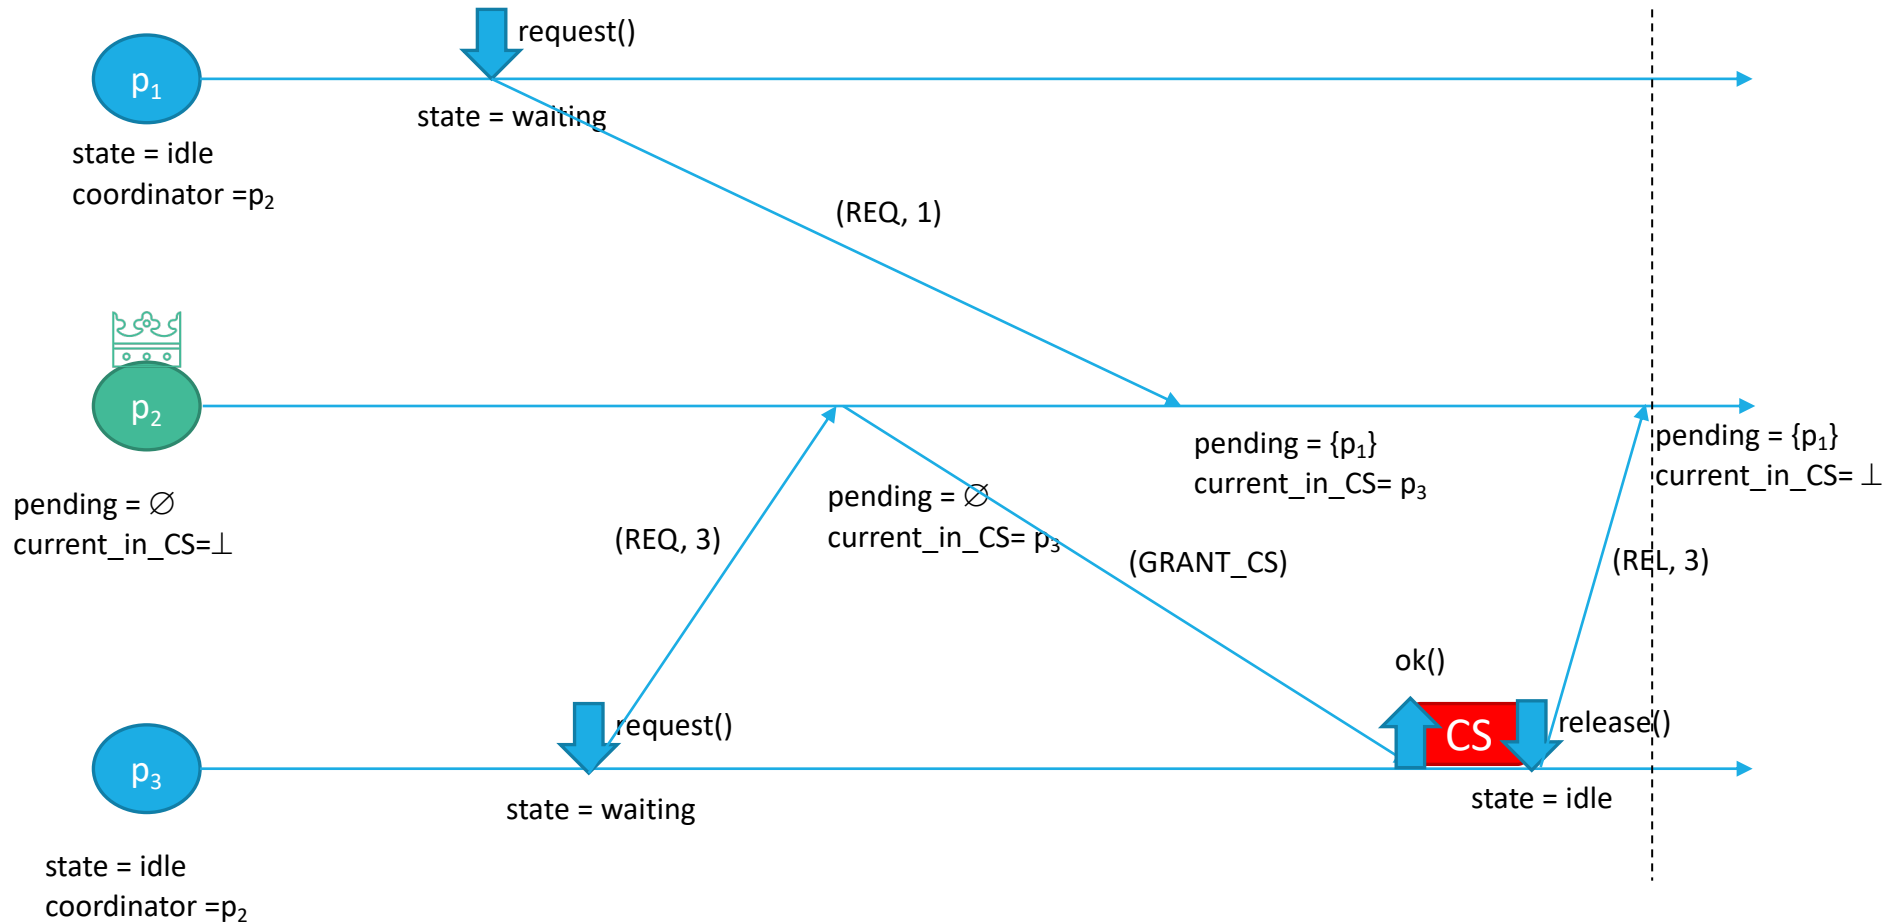 request()
p₁
state = waiting
state = idle
coordinator =p₂
(REQ, 1)
p₂
pending = {p₁}
current_in_CS= p₃
pending = {p₁}
current_in_CS= ⊥
pending = ∅
current_in_CS=⊥
pending = ∅
current_in_CS= p₃
(REQ, 3)
(GRANT_CS)
(REL, 3)
ok()
request()
CS
release()
p₃
state = waiting
state = idle
state = idle
coordinator =p₂